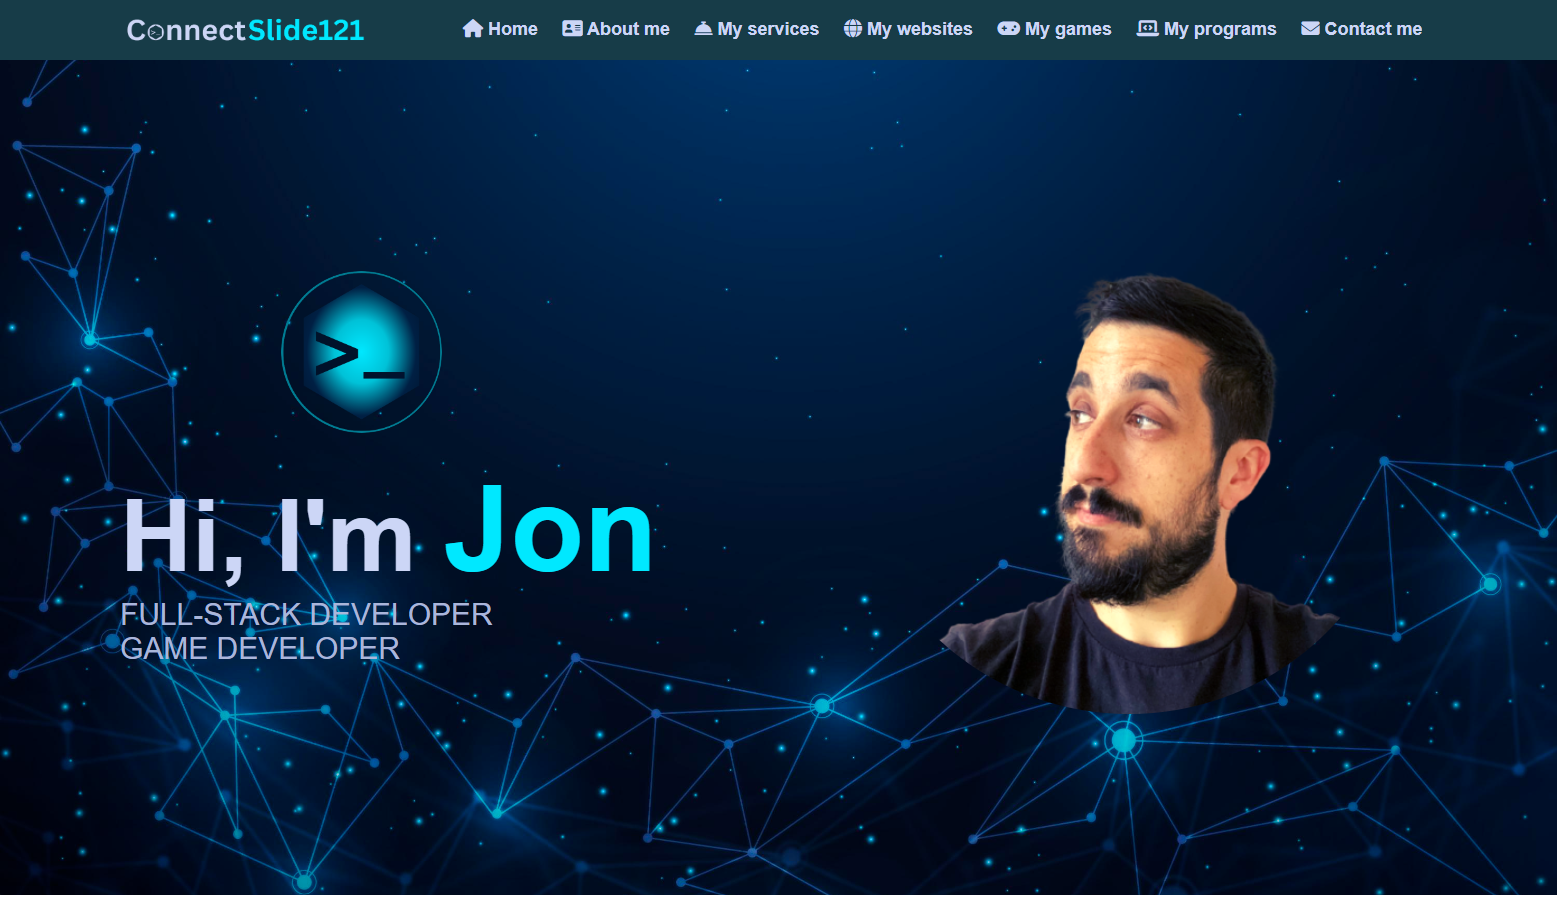 ConnectSlide121
Home About me My services My websites My games My programs Contact me
>_
Hi, I'm Jon
FULL-STACK DEVELOPER
GAME DEVELOPER